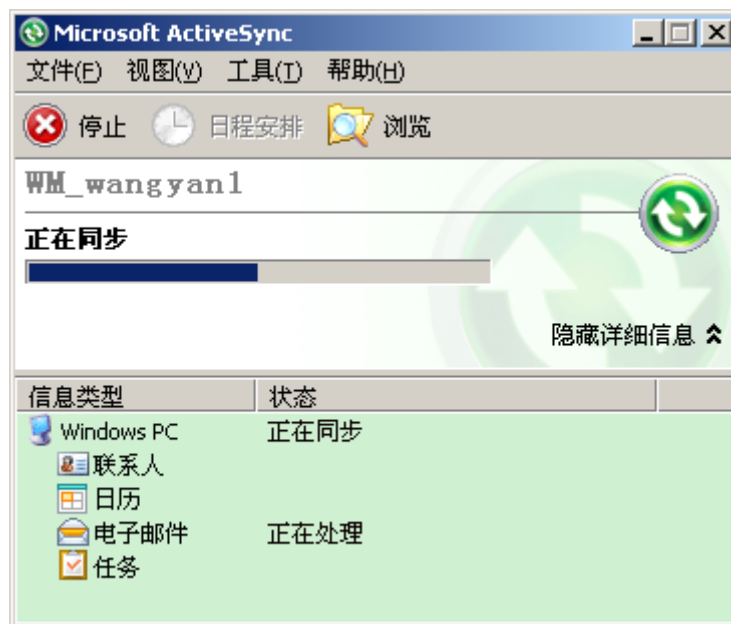 Microsoft ActiveSync
文件(F) 视图(V) 工具(T) 帮助(H)
停止 日程安排 浏览
WM_wangyan1
正在同步
隐藏详细信息
信息类型 状态
Windows PC 正在同步
联系人
日历
电子邮件 正在处理
任务